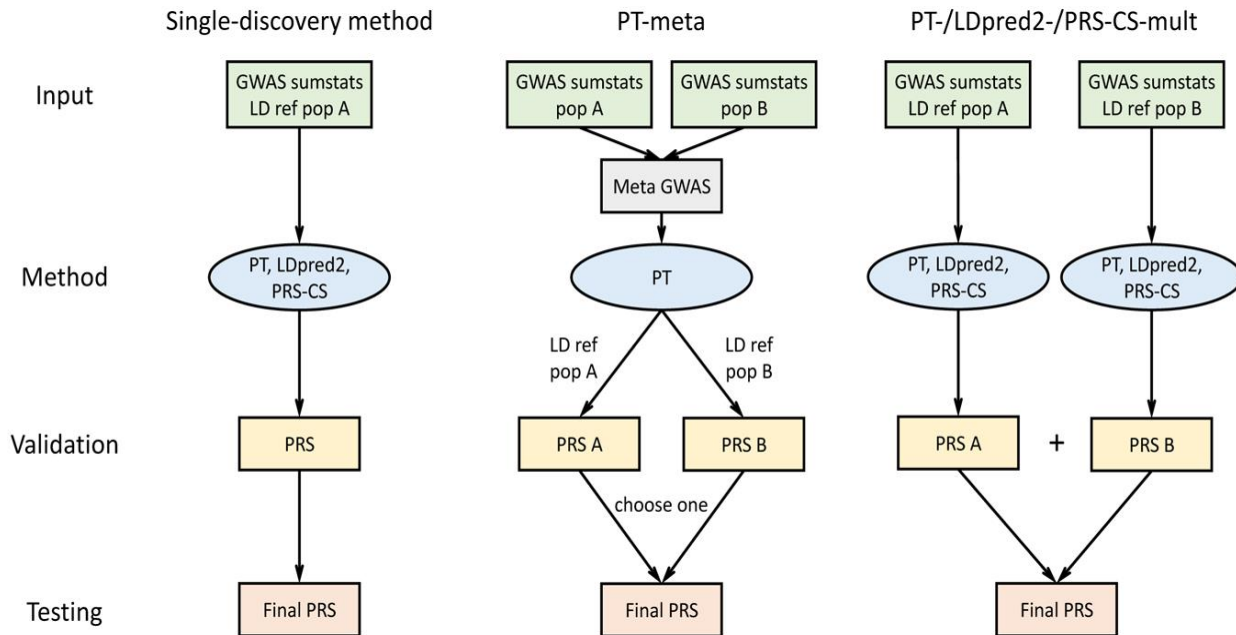 Single-discovery method
PT-meta
PT-/LDpred2-/PRS-CS-mult
Input
GWAS sumstats
LD ref pop A
GWAS sumstats
pop A
GWAS sumstats
pop B
GWAS sumstats
LD ref pop A
GWAS sumstats
LD ref pop B
Meta GWAS
Method
PT, LDpred2,
PRS-CS
PT
PT, LDpred2,
PRS-CS
PT, LDpred2,
PRS-CS
LD ref
pop A
LD ref
pop B
Validation
PRS
PRS A
PRS B
PRS A
+
PRS B
choose one
Testing
Final PRS
Final PRS
Final PRS